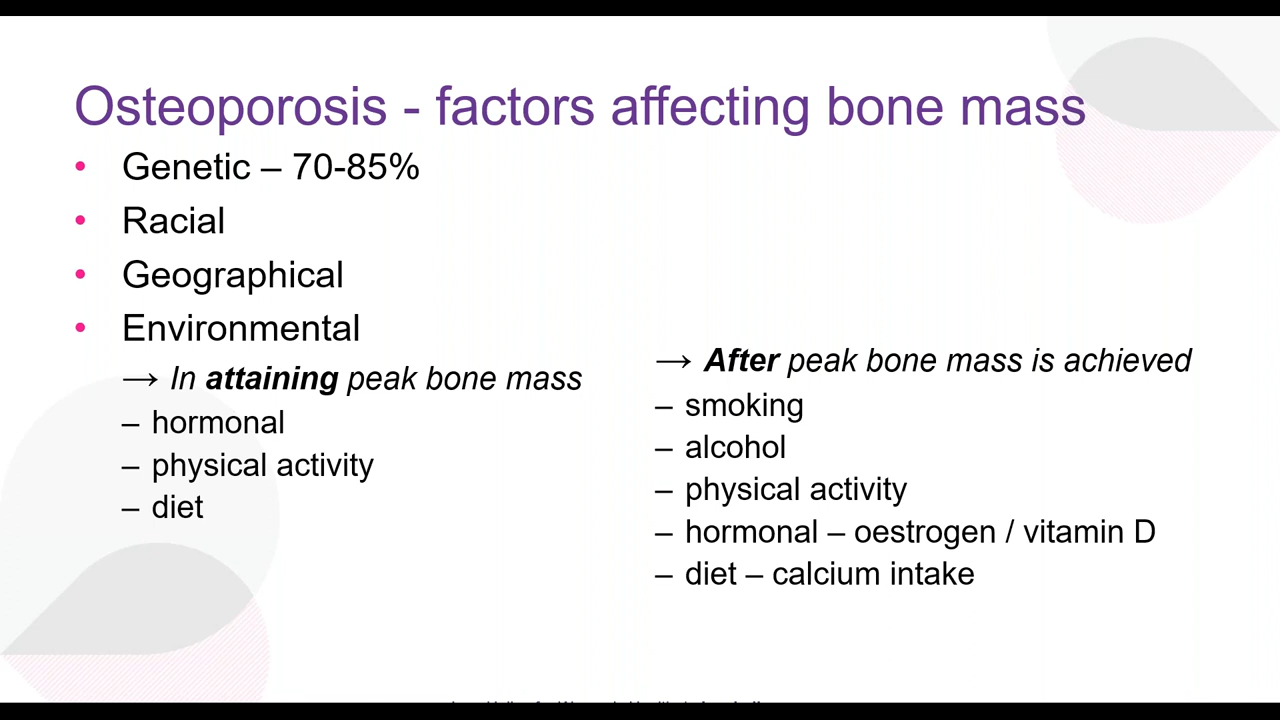 Osteoporosis - factors affecting bone mass
• Genetic – 70-85%
• Racial
• Geographical
• Environmental
→ In attaining peak bone mass
– hormonal
– physical activity
– diet
→ After peak bone mass is achieved
– smoking
– alcohol
– physical activity
– hormonal – oestrogen / vitamin D
– diet – calcium intake